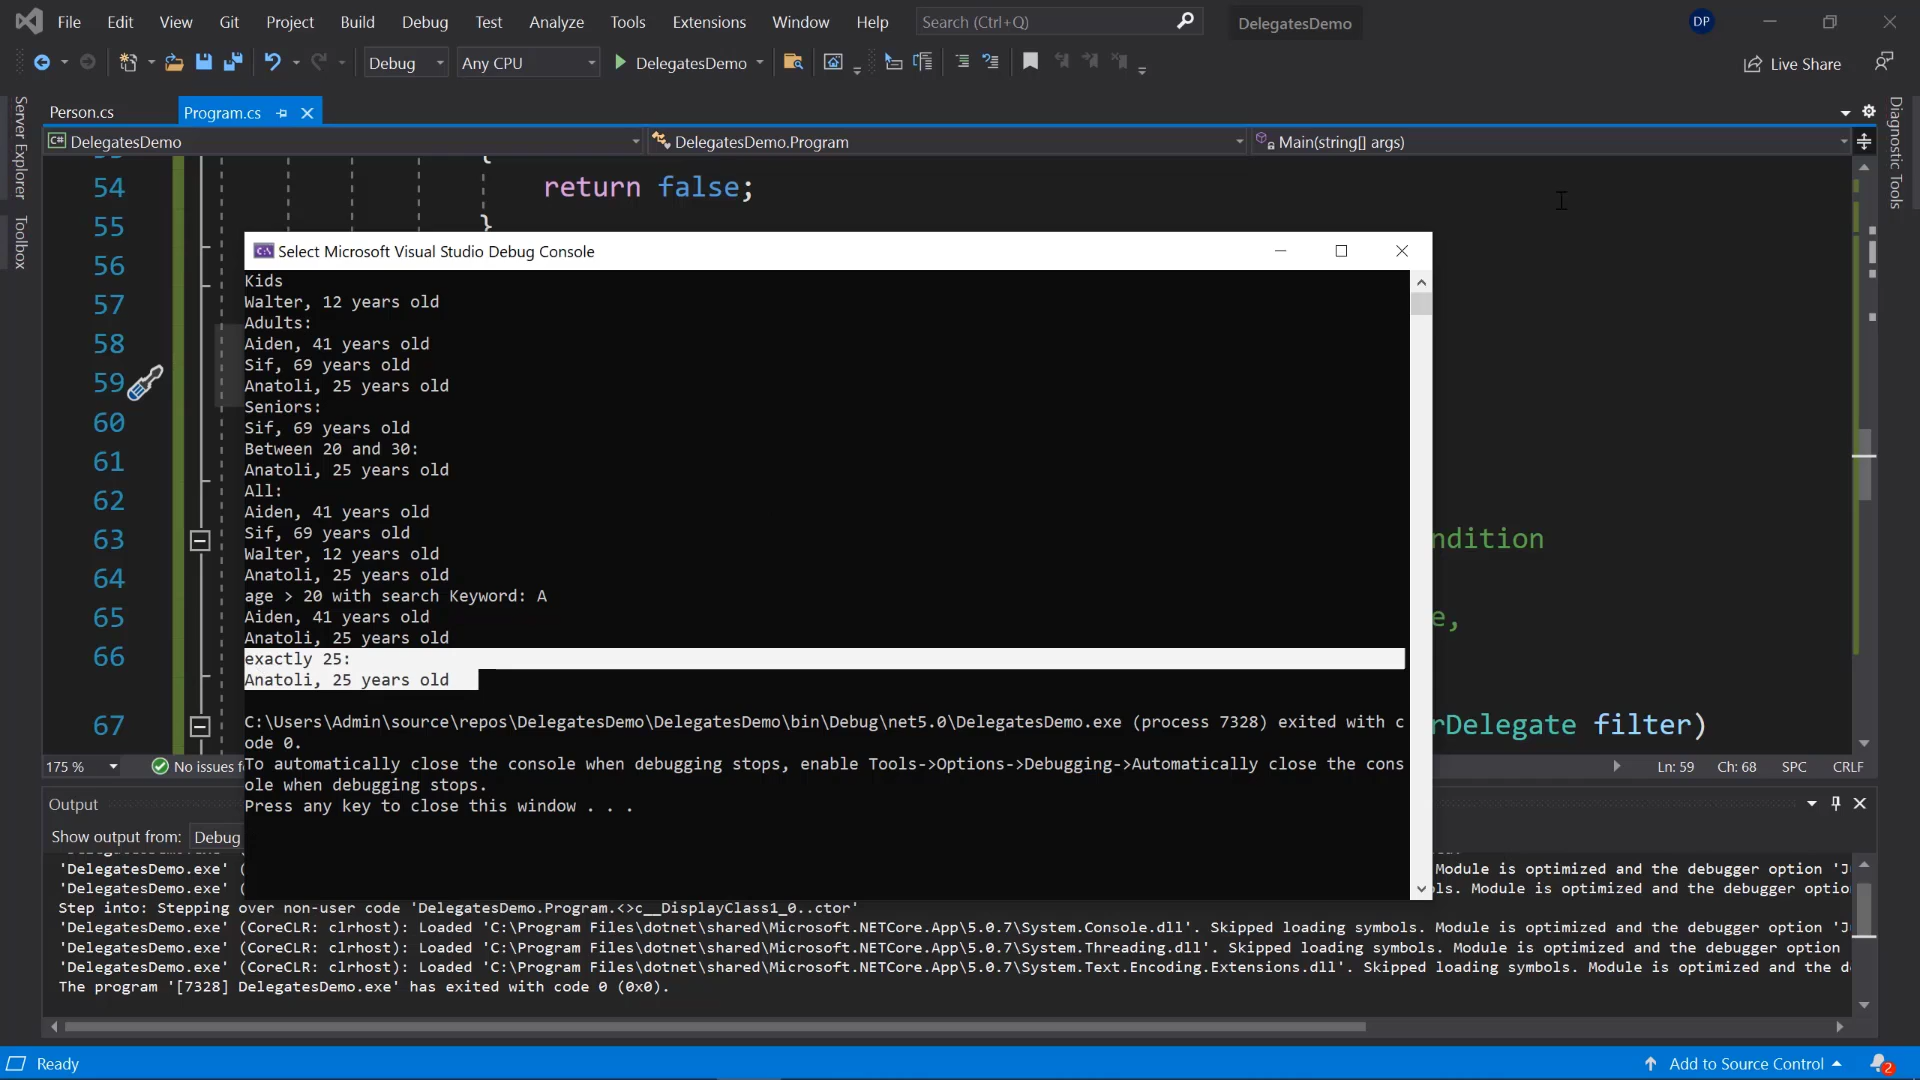 File Edit View Git Project Build Debug Test Analyze Tools Extensions Window Help Search (Ctrl+Q) DelegatesDemo DP
Debug Any CPU DelegatesDemo Live Share
Server Explorer
Toolbox
Diagnostic Tools
Person.cs Program.cs
C# DelegatesDemo DelegatesDemo.Program Main(string[] args)
{
54 return false;
55 }
56
57
58
59
60
61
62
63 ndition
64
65 e,
66
67 rDelegate filter)
Select Microsoft Visual Studio Debug Console
Kids
Walter, 12 years old
Adults:
Aiden, 41 years old
Sif, 69 years old
Anatoli, 25 years old
Seniors:
Sif, 69 years old
Between 20 and 30:
Anatoli, 25 years old
All:
Aiden, 41 years old
Sif, 69 years old
Walter, 12 years old
Anatoli, 25 years old
age > 20 with search Keyword: A
Aiden, 41 years old
Anatoli, 25 years old
exactly 25:
Anatoli, 25 years old
C:\Users\Admin\source\repos\DelegatesDemo\DelegatesDemo\bin\Debug\net5.0\DelegatesDemo.exe (process 7328) exited with c
ode 0.
To automatically close the console when debugging stops, enable Tools->Options->Debugging->Automatically close the cons
ole when debugging stops.
Press any key to close this window . . .
175 % No issues f Ln: 59 Ch: 68 SPC CRLF
Output
Show output from: Debug
'DelegatesDemo.exe' ( Module is optimized and the debugger option 'J
'DelegatesDemo.exe' ( ls. Module is optimized and the debugger optio
Step into: Stepping over non-user code 'DelegatesDemo.Program.<>c__DisplayClass1_0..ctor'
'DelegatesDemo.exe' (CoreCLR: clrhost): Loaded 'C:\Program Files\dotnet\shared\Microsoft.NETCore.App\5.0.7\System.Console.dll'. Skipped loading symbols. Module is optimized and the debugger option 'J
'DelegatesDemo.exe' (CoreCLR: clrhost): Loaded 'C:\Program Files\dotnet\shared\Microsoft.NETCore.App\5.0.7\System.Threading.dll'. Skipped loading symbols. Module is optimized and the debugger option
'DelegatesDemo.exe' (CoreCLR: clrhost): Loaded 'C:\Program Files\dotnet\shared\Microsoft.NETCore.App\5.0.7\System.Text.Encoding.Extensions.dll'. Skipped loading symbols. Module is optimized and the d
The program '[7328] DelegatesDemo.exe' has exited with code 0 (0x0).
Ready Add to Source Control 2